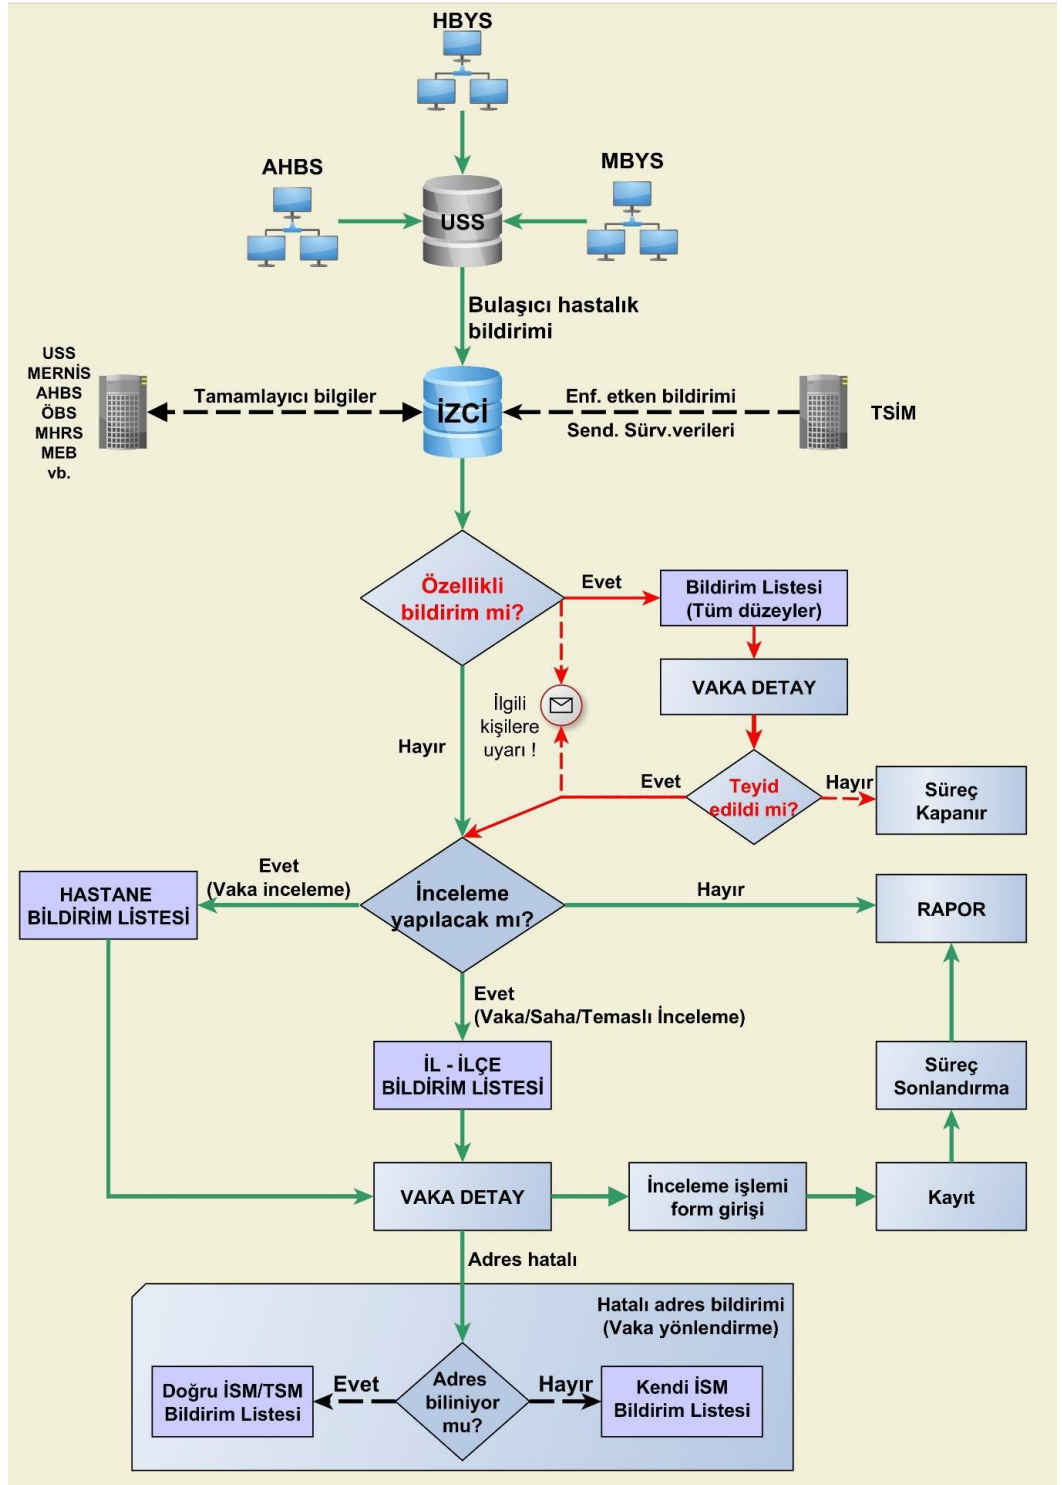 HBYS
AHBS
MBYS
USS
Bulaşıcı hastalık
bildirimi
USS
MERNİS
AHBS
ÖBS
MHRS
MEB
vb.
Tamamlayıcı bilgiler
İZCİ
Enf. etken bildirimi
Send. Sürv.verileri
TSİM
Özellikli
bildirim mi?
Evet
Bildirim Listesi
(Tüm düzeyler)
VAKA DETAY
İlgili
kişilere
uyarı !
Hayır
Evet
Teyid
edildi mi?
Hayır
Süreç
Kapanır
Evet
(Vaka inceleme)
HASTANE
BİLDİRİM LİSTESİ
İnceleme
yapılacak mı?
Hayır
RAPOR
Evet
(Vaka/Saha/Temaslı İnceleme)
İL - İLÇE
BİLDİRİM LİSTESİ
Süreç
Sonlandırma
VAKA DETAY
İnceleme işlemi
form girişi
Kayıt
Adres hatalı
Hatalı adres bildirimi
(Vaka yönlendirme)
Doğru İSM/TSM
Bildirim Listesi
Evet
Adres
biliniyor
mu?
Hayır
Kendi İSM
Bildirim Listesi